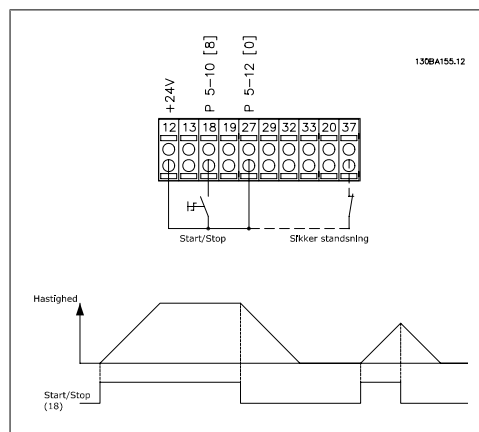 130BA155.12
+24V
P 5-10 [8]
P 5-12 [0]
12 13 18 19 27 29 32 33 20 37
Start/Stop
Sikker standsning
Hastighed
Start/Stop
(18)